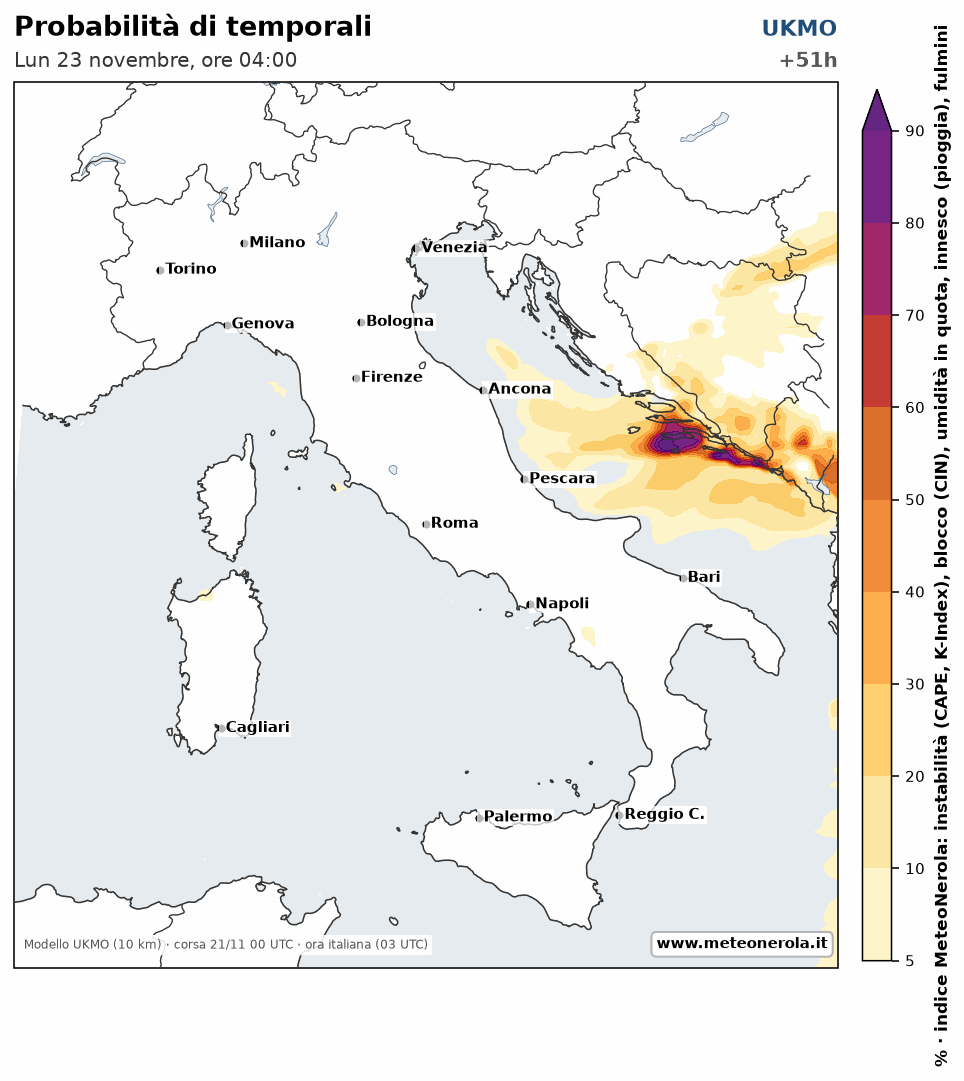 Probabilità di temporali
UKMO
Lun 23 novembre, ore 04:00
+51h
Milano
Venezia
Torino
Genova
Bologna
Firenze
Ancona
Pescara
Roma
Bari
Napoli
Cagliari
Palermo
Reggio C.
Modello UKMO (10 km) · corsa 21/11 00 UTC · ora italiana (03 UTC)
www.meteonerola.it
90
80
70
60
50
40
30
20
10
5
% · indice MeteoNerola: instabilità (CAPE, K-Index), blocco (CIN), umidità in quota, innesco (pioggia), fulmini